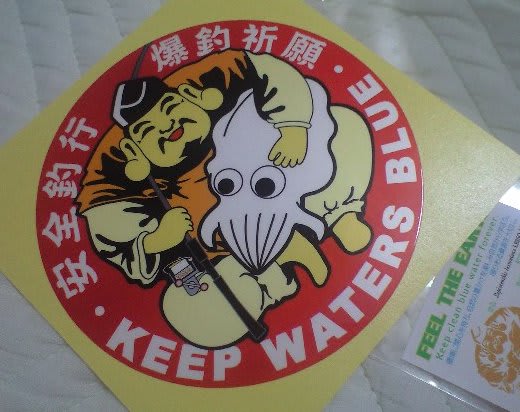 安全釣行・爆釣祈願・
KEEP WATERS BLUE
FEEL THE EAR
Keep clean blue water forever.